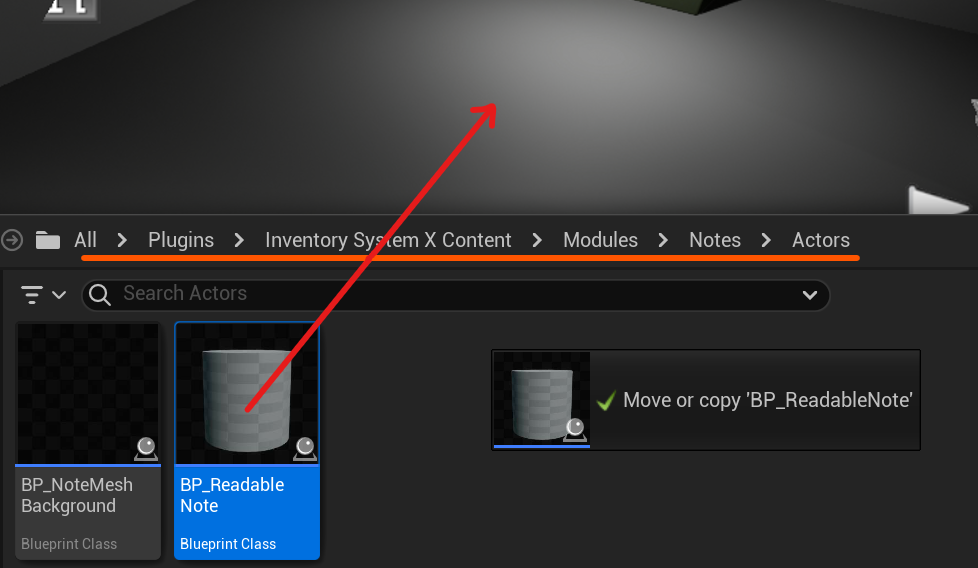 All > Plugins > Inventory System X Content > Modules > Notes > Actors
Search Actors
Move or copy 'BP_ReadableNote'
BP_NoteMesh
Background
Blueprint Class
BP_Readable
Note
Blueprint Class